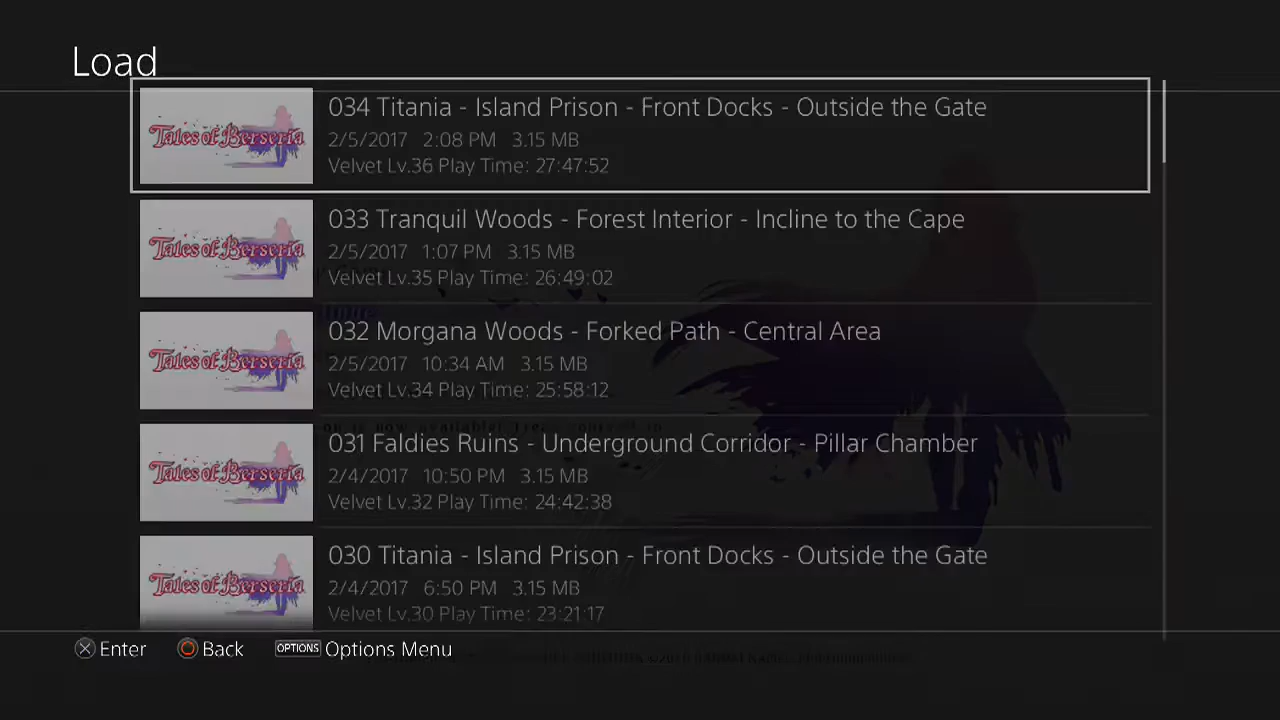 Load
034 Titania - Island Prison - Front Docks - Outside the Gate
2/5/2017 2:08 PM 3.15 MB
Velvet Lv.36 Play Time: 27:47:52
Tales of Berseria
033 Tranquil Woods - Forest Interior - Incline to the Cape
2/5/2017 1:07 PM 3.15 MB
Velvet Lv.35 Play Time: 26:49:02
Tales of Berseria
032 Morgana Woods - Forked Path - Central Area
2/5/2017 10:34 AM 3.15 MB
Velvet Lv.34 Play Time: 25:58:12
Tales of Berseria
031 Faldies Ruins - Underground Corridor - Pillar Chamber
2/4/2017 10:50 PM 3.15 MB
Velvet Lv.32 Play Time: 24:42:38
Tales of Berseria
030 Titania - Island Prison - Front Docks - Outside the Gate
2/4/2017 6:50 PM 3.15 MB
Velvet Lv.30 Play Time: 23:21:17
Tales of Berseria
Enter Back OPTIONS Options Menu